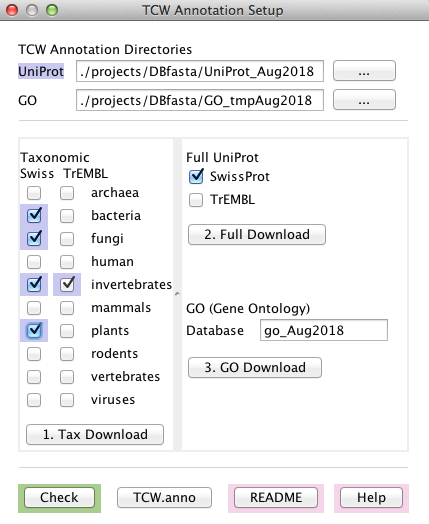 TCW Annotation Setup
TCW Annotation Directories
UniProt ./projects/DBfasta/UniProt_Aug2018 ...
GO ./projects/DBfasta/GO_tmpAug2018 ...
Taxonomic
Swiss TrEMBL
archaea
bacteria
fungi
human
invertebrates
mammals
plants
rodents
vertebrates
viruses
1. Tax Download
Full UniProt
SwissProt
TrEMBL
2. Full Download
GO (Gene Ontology)
Database go_Aug2018
3. GO Download
Check TCW.anno README Help